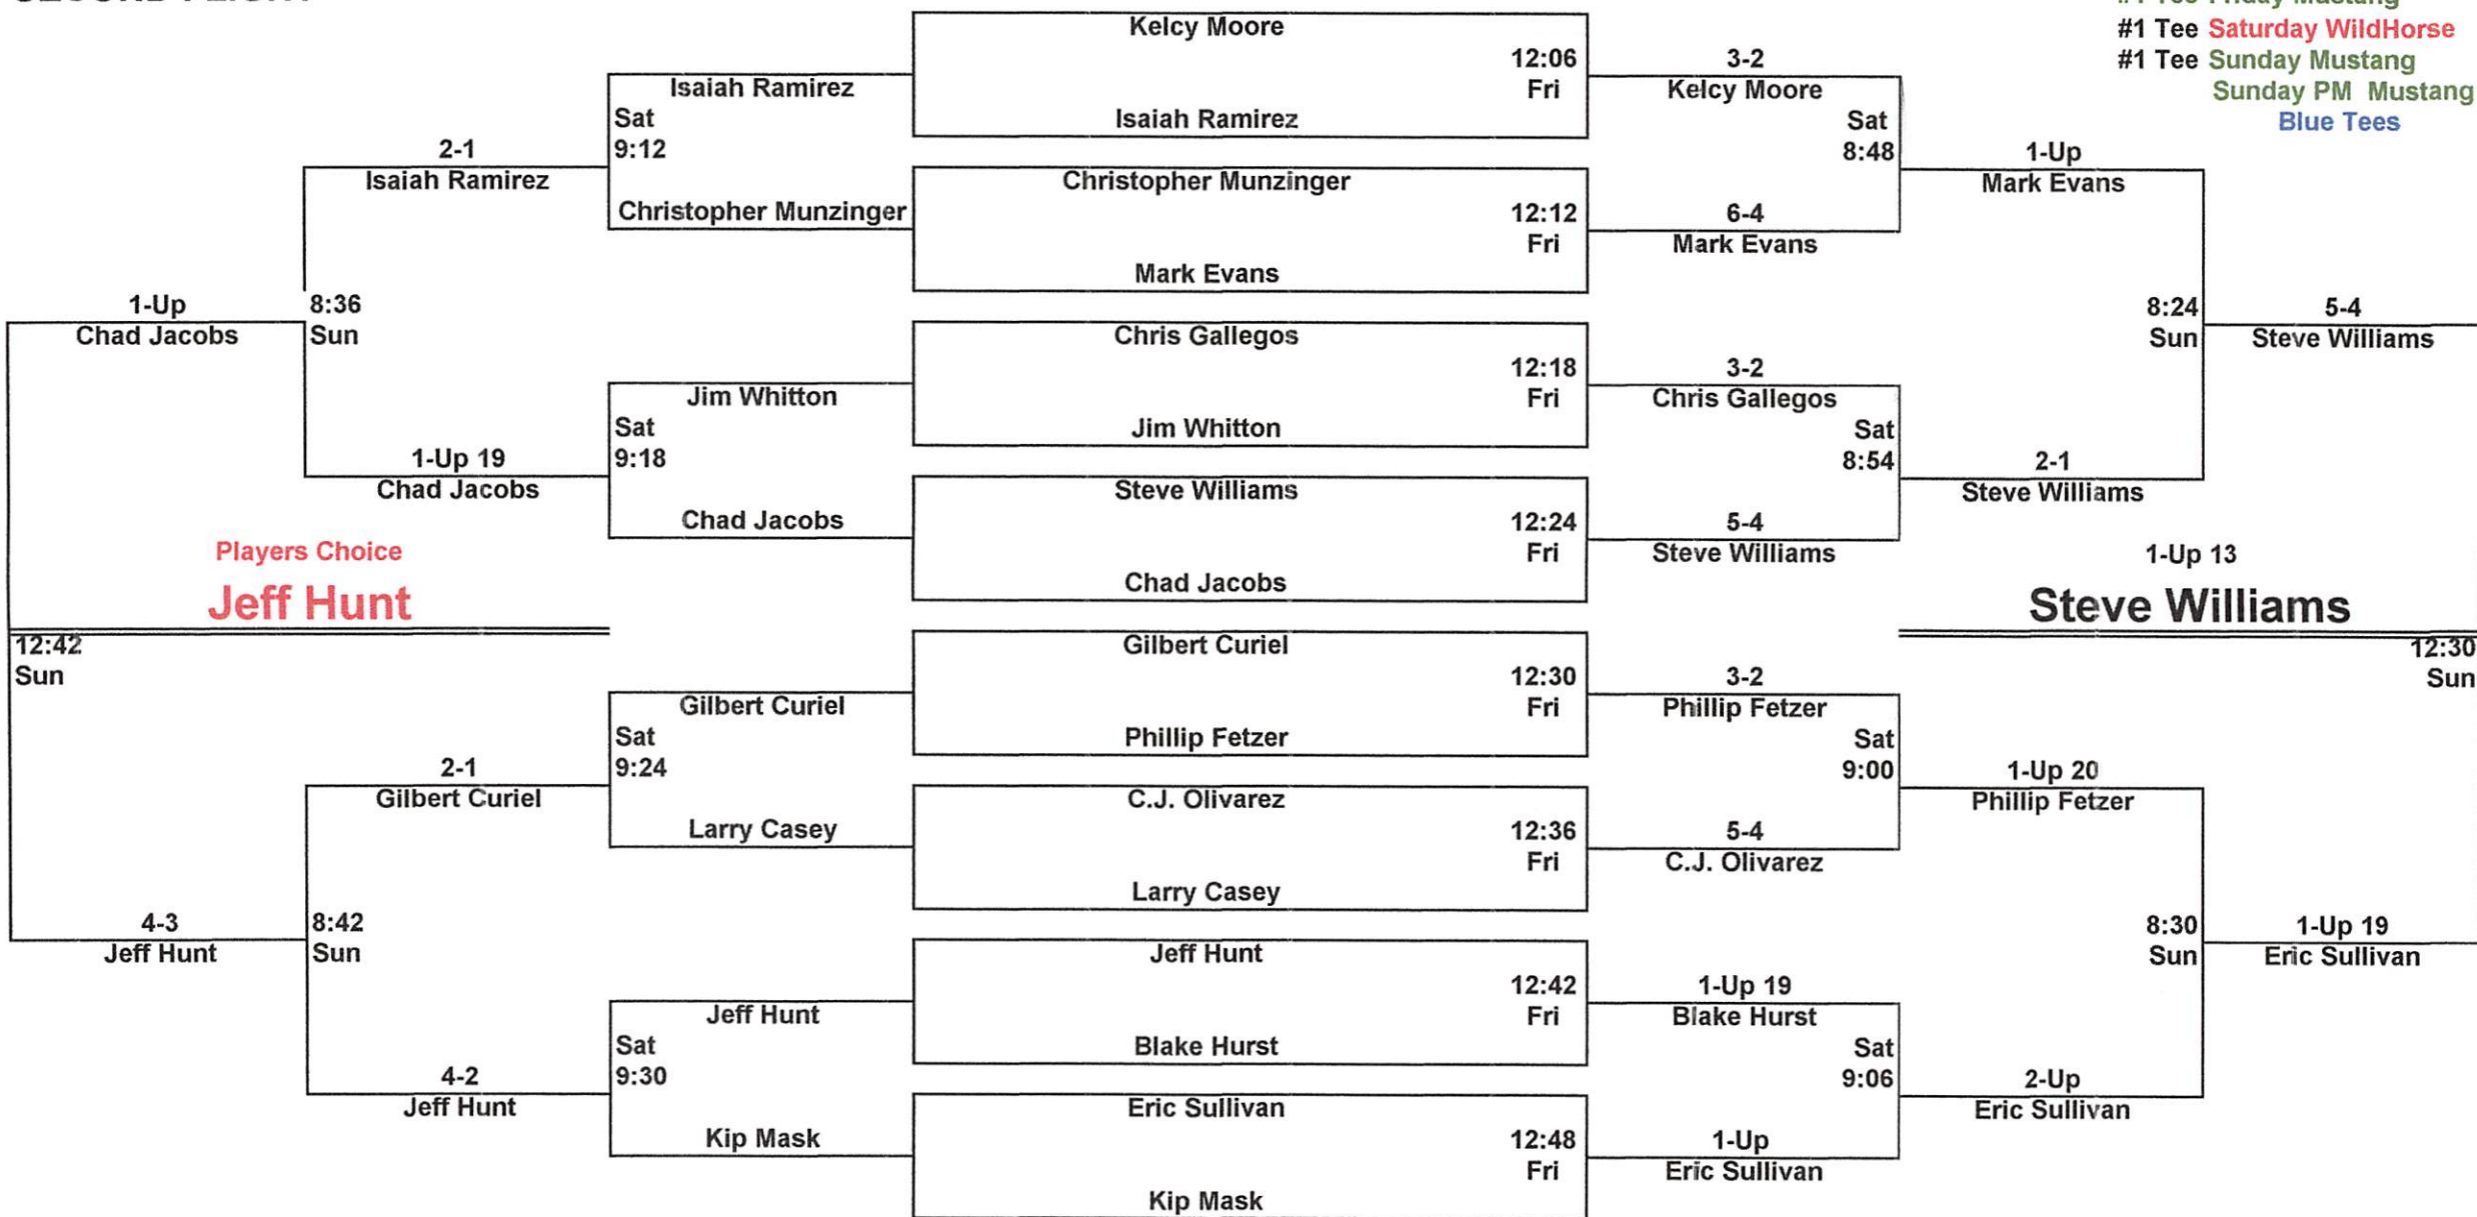 SECOND FLIGHT
#1 Tee Friday Mustang
#1 Tee Saturday WildHorse
#1 Tee Sunday Mustang
Sunday PM Mustang
Blue Tees
Kelcy Moore
12:06
Fri
Isaiah Ramirez
Christopher Munzinger
12:12
Fri
Mark Evans
Chris Gallegos
12:18
Fri
Jim Whitton
Steve Williams
12:24
Fri
Chad Jacobs
Gilbert Curiel
12:30
Fri
Phillip Fetzer
C.J. Olivarez
12:36
Fri
Larry Casey
Jeff Hunt
12:42
Fri
Blake Hurst
Eric Sullivan
12:48
Fri
Kip Mask
Isaiah Ramirez
Sat
9:12
Christopher Munzinger
Jim Whitton
Sat
9:18
Chad Jacobs
Gilbert Curiel
Sat
9:24
Larry Casey
Jeff Hunt
Sat
9:30
Kip Mask
2-1
Isaiah Ramirez
8:36
Sun
1-Up 19
Chad Jacobs
2-1
Gilbert Curiel
8:42
Sun
4-2
Jeff Hunt
1-Up
Chad Jacobs
Players Choice
Jeff Hunt
12:42
Sun
4-3
Jeff Hunt
3-2
Kelcy Moore
Sat
8:48
6-4
Mark Evans
3-2
Chris Gallegos
Sat
8:54
5-4
Steve Williams
3-2
Phillip Fetzer
Sat
9:00
5-4
C.J. Olivarez
1-Up 19
Blake Hurst
Sat
9:06
1-Up
Eric Sullivan
1-Up
Mark Evans
8:24
Sun
2-1
Steve Williams
1-Up 20
Phillip Fetzer
8:30
Sun
2-Up
Eric Sullivan
5-4
Steve Williams
1-Up 13
Steve Williams
12:30
Sun
1-Up 19
Eric Sullivan